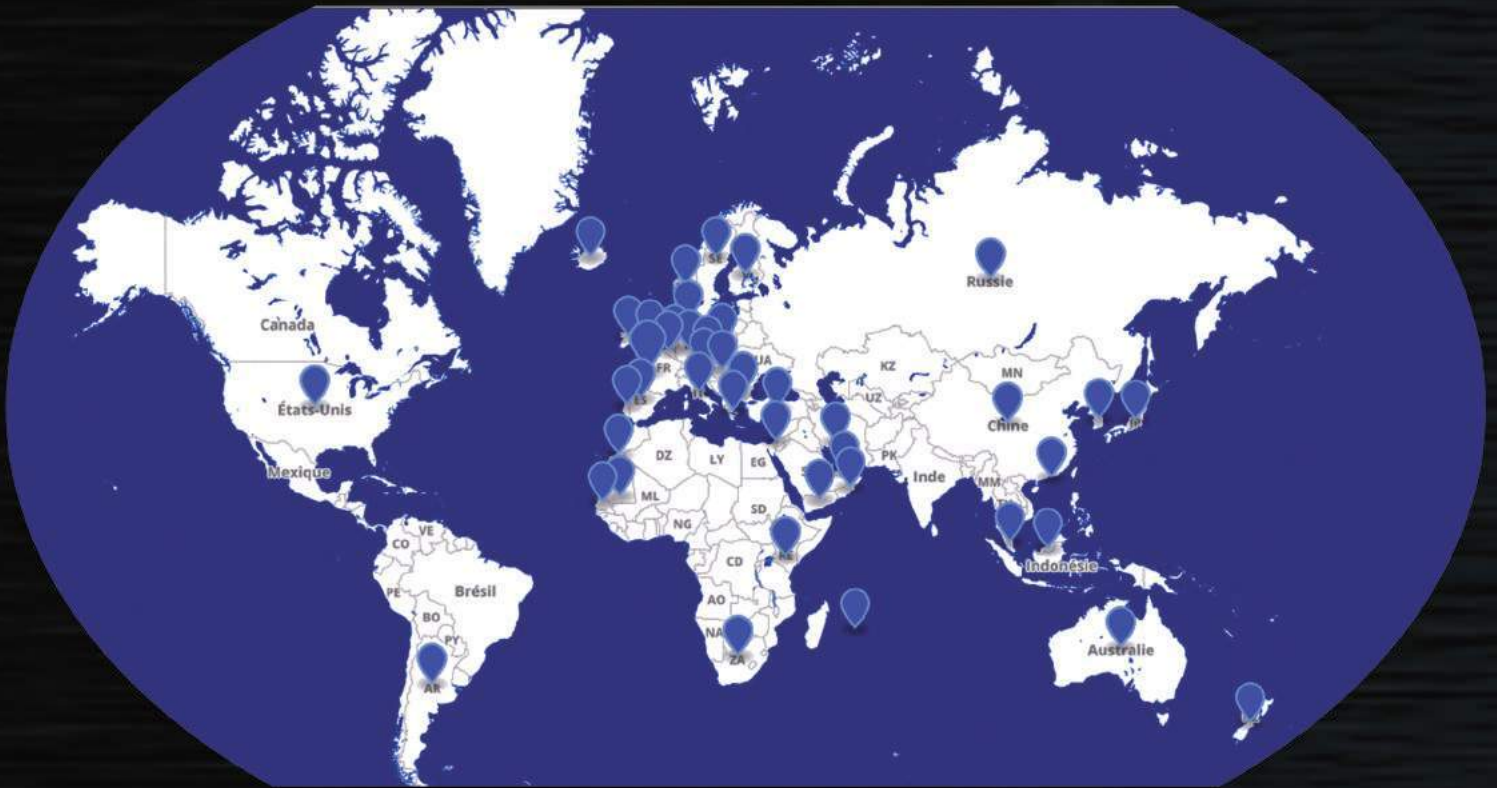 SE
Russie
Canada
FR
UA
KZ
MN
ES
UZ
États-Unis
Chine
JP
DZ
LY
EG
PK
Inde
Mexique
MM
ML
SD
NG
VE
CO
CD
KE
Indonésie
PE
Brésil
AO
BO
NA
PY
ZA
Australie
AR